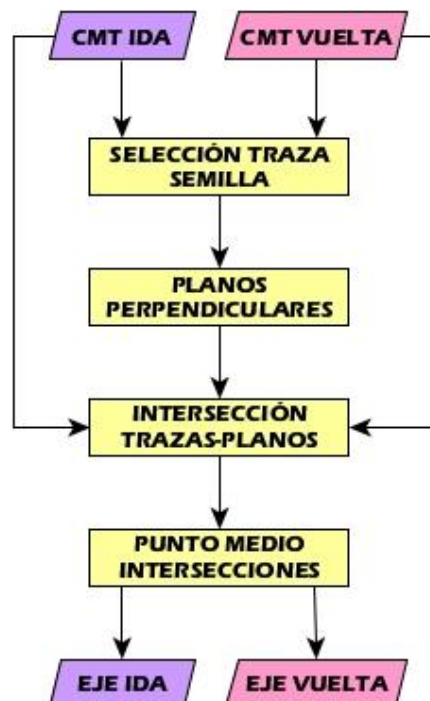 CMT IDA
CMT VUELTA
SELECCIÓN TRAZA
SEMILLA
PLANOS
PERPENDICULARES
INTERSECCIÓN
TRAZAS-PLANOS
PUNTO MEDIO
INTERSECCIONES
EJE IDA
EJE VUELTA